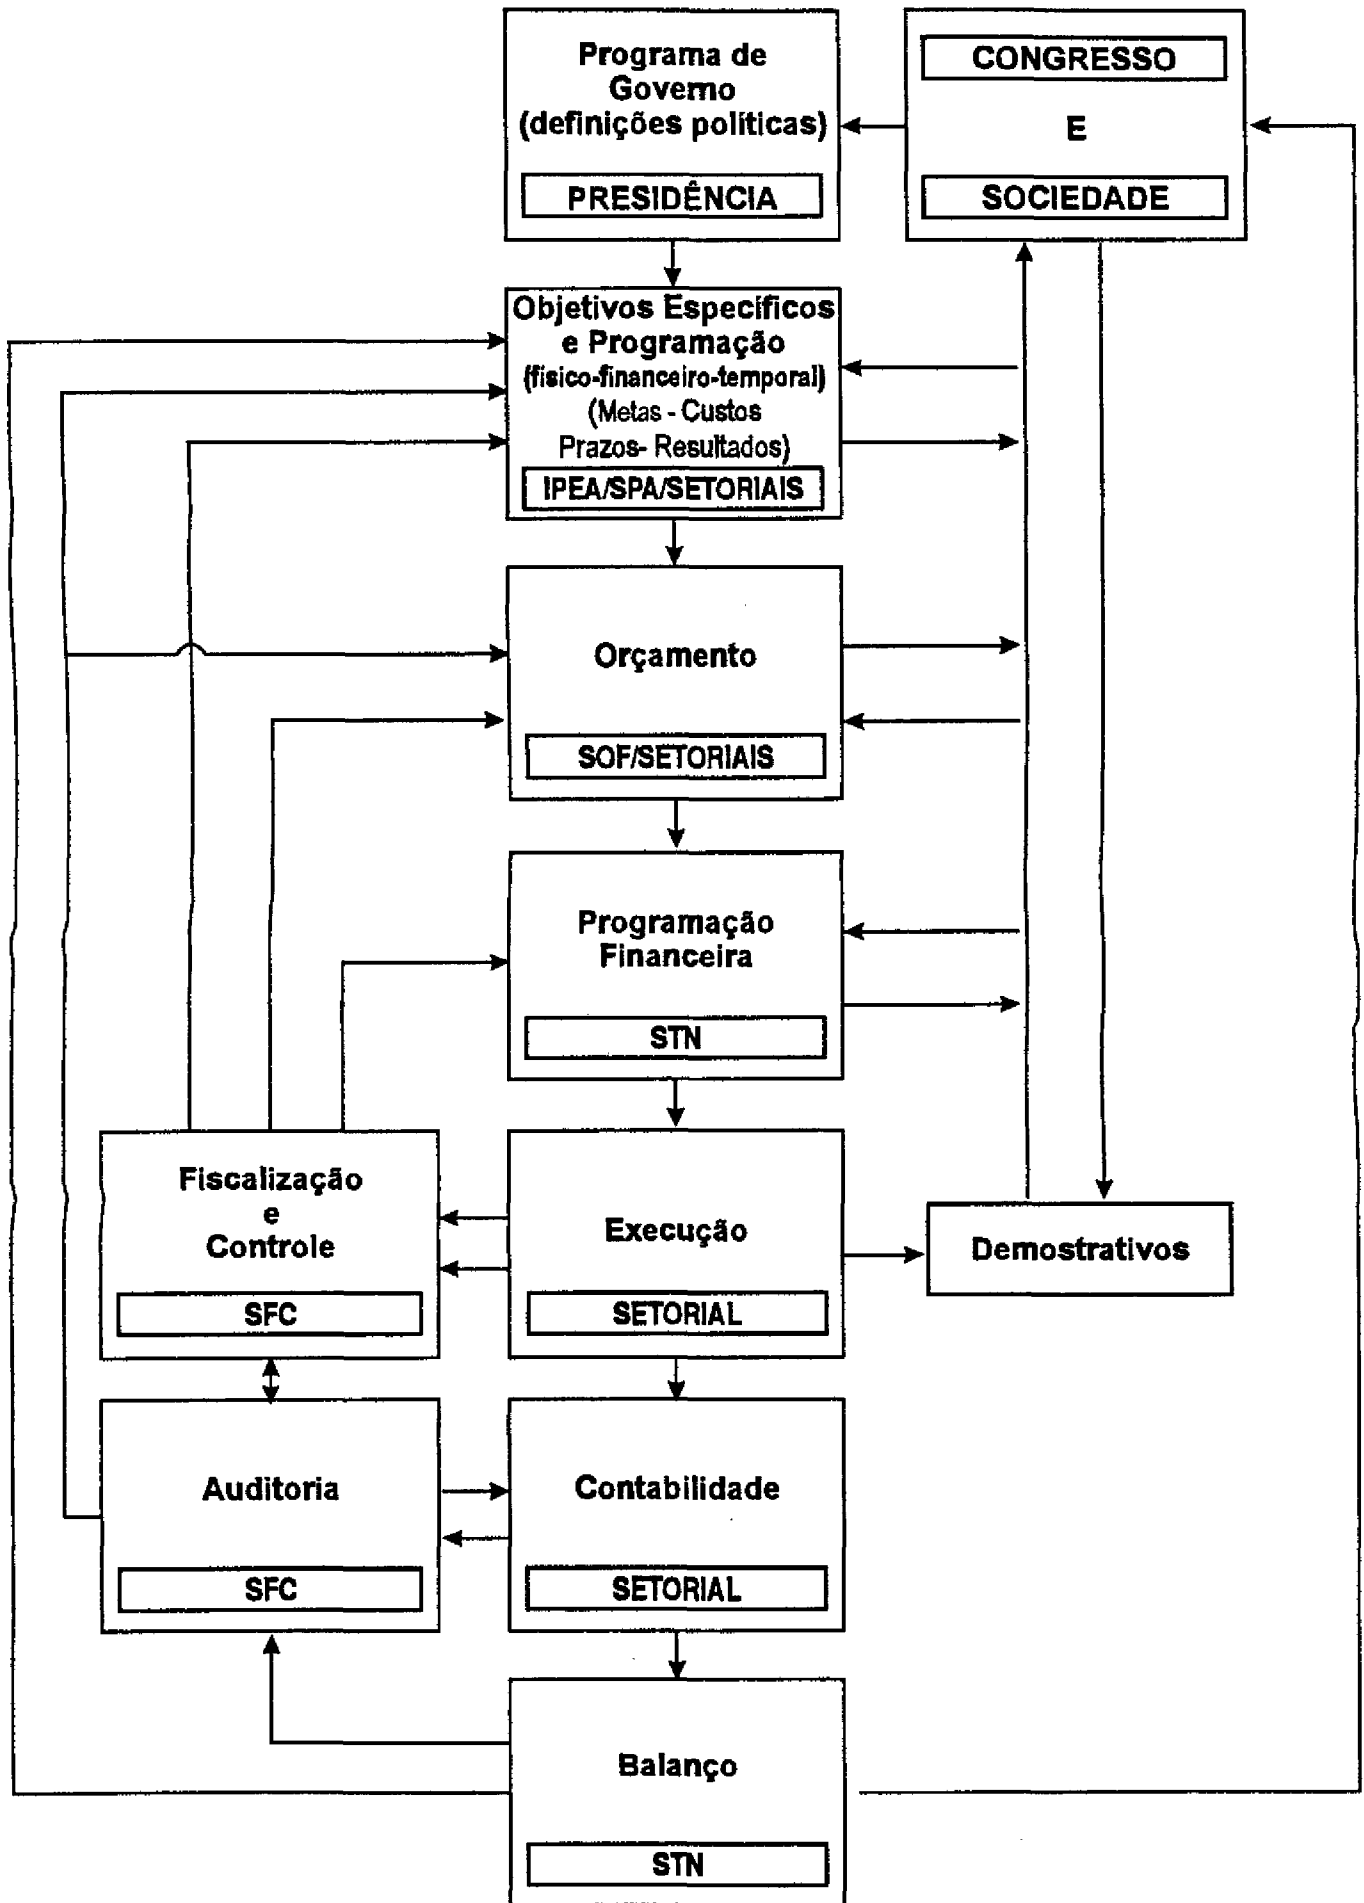 Programa de
Governo
(definições políticas)
PRESIDÊNCIA
CONGRESSO
E
SOCIEDADE
Objetivos Específicos
e Programação
(físico-financeiro-temporal)
(Metas - Custos
Prazos- Resultados)
IPEA/SPA/SETORIAIS
Orçamento
SOF/SETORIAIS
Programação
Financeira
STN
Fiscalização
e
Controle
SFC
Execução
SETORIAL
Demostrativos
Auditoria
SFC
Contabilidade
SETORIAL
Balanço
STN